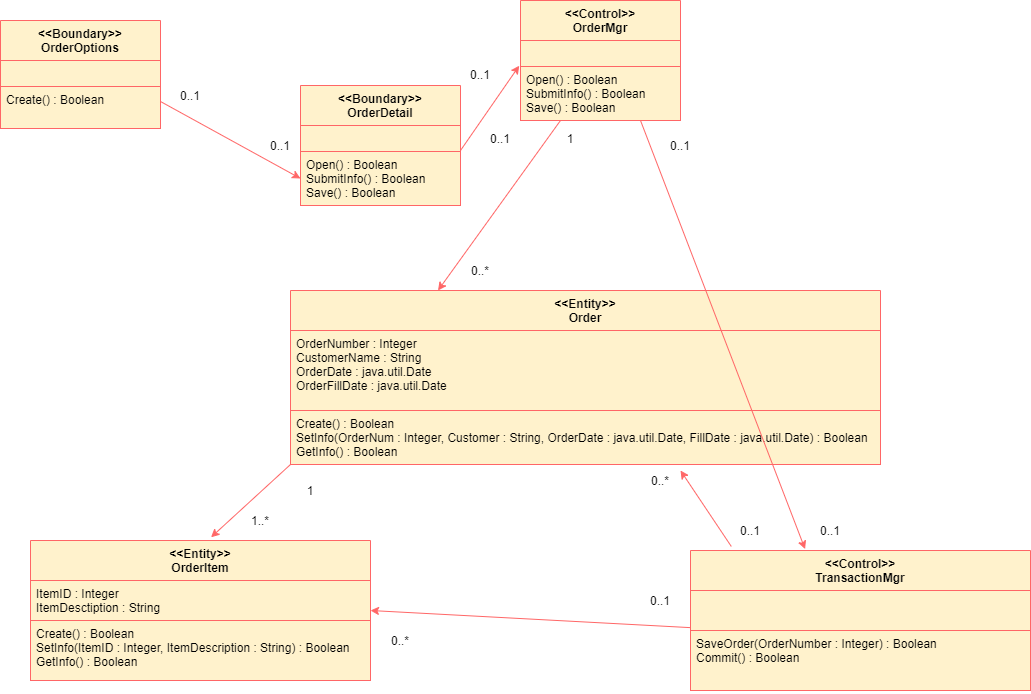 <<Boundary>>
OrderOptions
Create() : Boolean
0..1
0..1
<<Boundary>>
OrderDetail
Open() : Boolean
SubmitInfo() : Boolean
Save() : Boolean
0..1
0..1
<<Control>>
OrderMgr
Open() : Boolean
SubmitInfo() : Boolean
Save() : Boolean
1
0..1
0..*
<<Entity>>
Order
OrderNumber : Integer
CustomerName : String
OrderDate : java.util.Date
OrderFillDate : java.util.Date
Create() : Boolean
SetInfo(OrderNum : Integer, Customer : String, OrderDate : java.util.Date, FillDate : java.util.Date) : Boolean
GetInfo() : Boolean
1
1..*
0..*
0..1
0..1
<<Entity>>
OrderItem
ItemID : Integer
ItemDesctiption : String
Create() : Boolean
SetInfo(ItemID : Integer, ItemDescription : String) : Boolean
GetInfo() : Boolean
0..1
0..*
<<Control>>
TransactionMgr
SaveOrder(OrderNumber : Integer) : Boolean
Commit() : Boolean